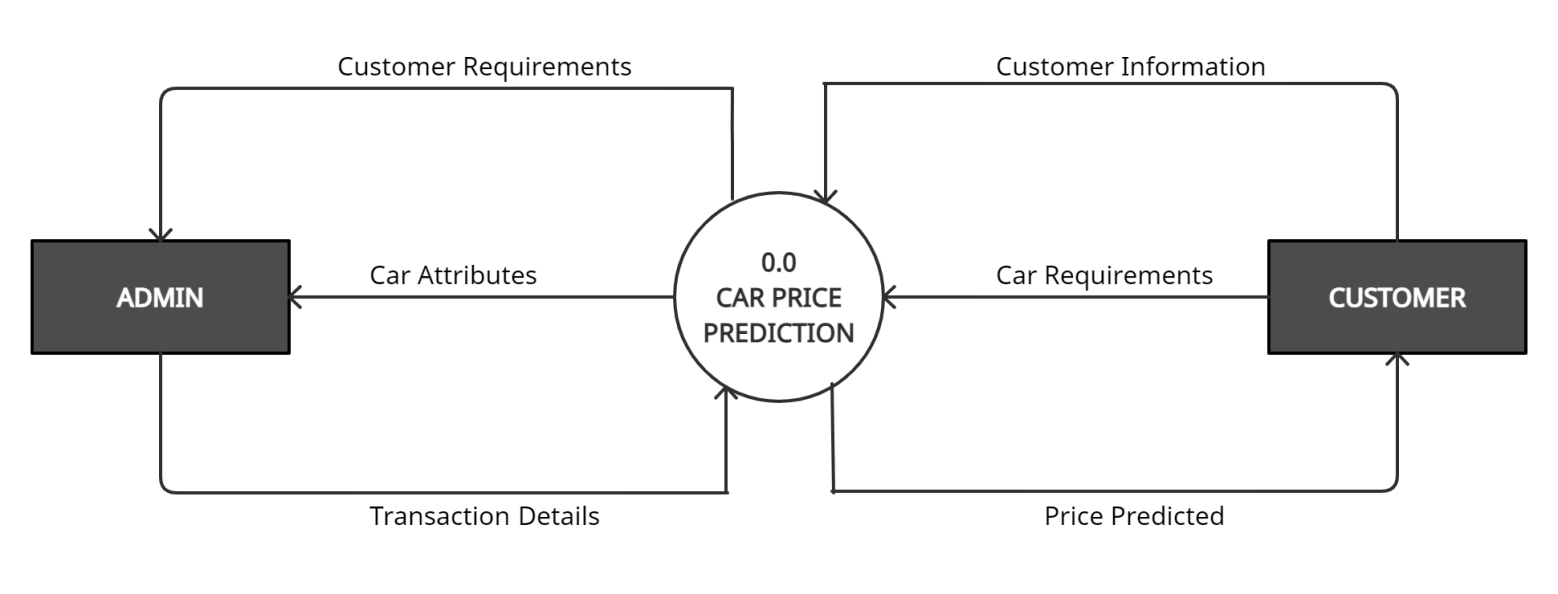 Customer Requirements
Customer Information
0.0
CAR PRICE
PREDICTION
ADMIN
Car Attributes
Car Requirements
CUSTOMER
Transaction Details
Price Predicted